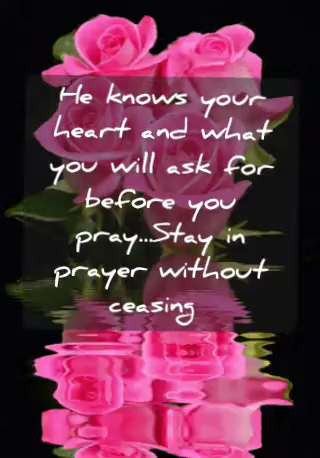 He knows your
heart and what
you will ask for
before you
pray...Stay in
prayer without
ceasing